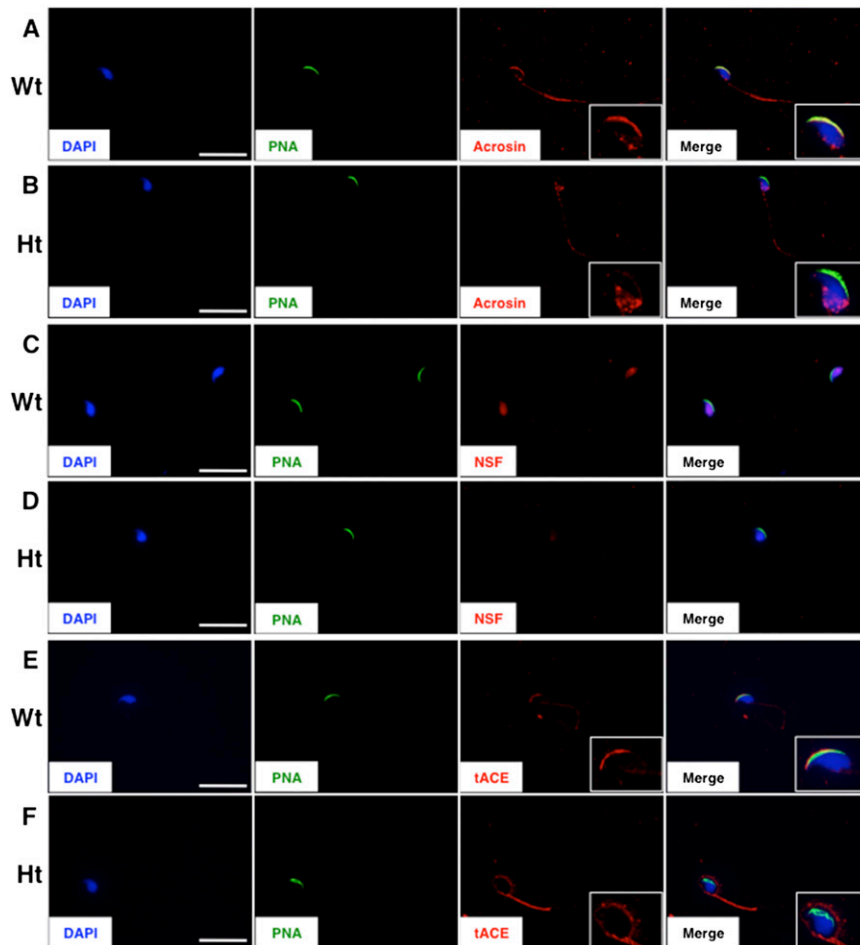 A
Wt
DAPI PNA Acrosin Merge
B
Ht
DAPI PNA Acrosin Merge
C
Wt
DAPI PNA NSF Merge
D
Ht
DAPI PNA NSF Merge
E
Wt
DAPI PNA tACE Merge
F
Ht
DAPI PNA tACE Merge